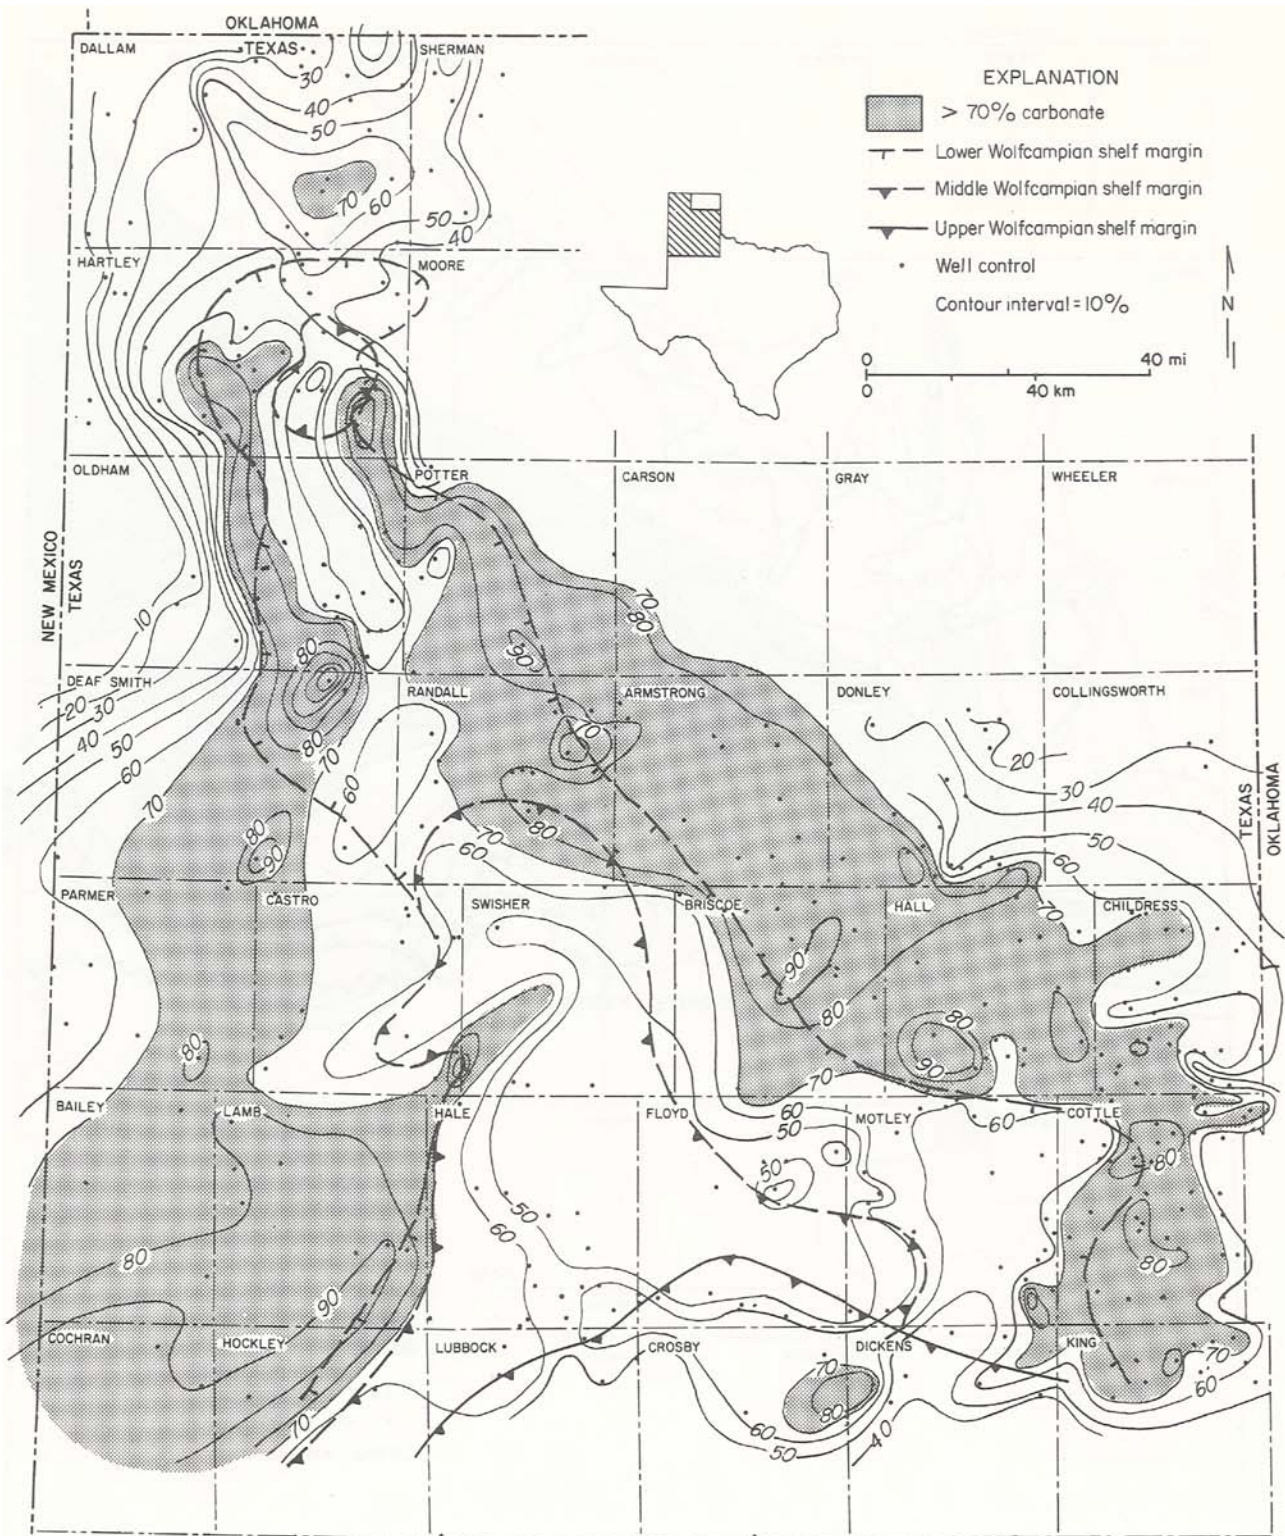 OKLAHOMA
TEXAS
DALLAM
SHERMAN
30
40
50
70
60
50
40
EXPLANATION
> 70% carbonate
Lower Wolfcampian shelf margin
Middle Wolfcampian shelf margin
Upper Wolfcampian shelf margin
Well control
Contour interval = 10%
N
0
40 mi
40 km
HARTLEY
MOORE
OLDHAM
POTTER
CARSON
GRAY
WHEELER
NEW MEXICO
TEXAS
10
70
80
80
90
DEAF SMITH
RANDALL
ARMSTRONG
DONLEY
COLLINGSWORTH
20
30
40
50
60
80
70
60
70
20
30
40
50
60
TEXAS
OKLAHOMA
70
80
90
70
60
80
PARMER
CASTRO
SWISHER
BRISCOE
HALL
CHILDRESS
70
90
80
80
90
80
70
BAILEY
LAMB
HALE
FLOYD
MOTLEY
COTTLE
60
50
60
80
50
50
60
80
80
90
COCHRAN
HOCKLEY
LUBBOCK
CROSBY
DICKENS
KING
70
60
70
80
70
60
50
40